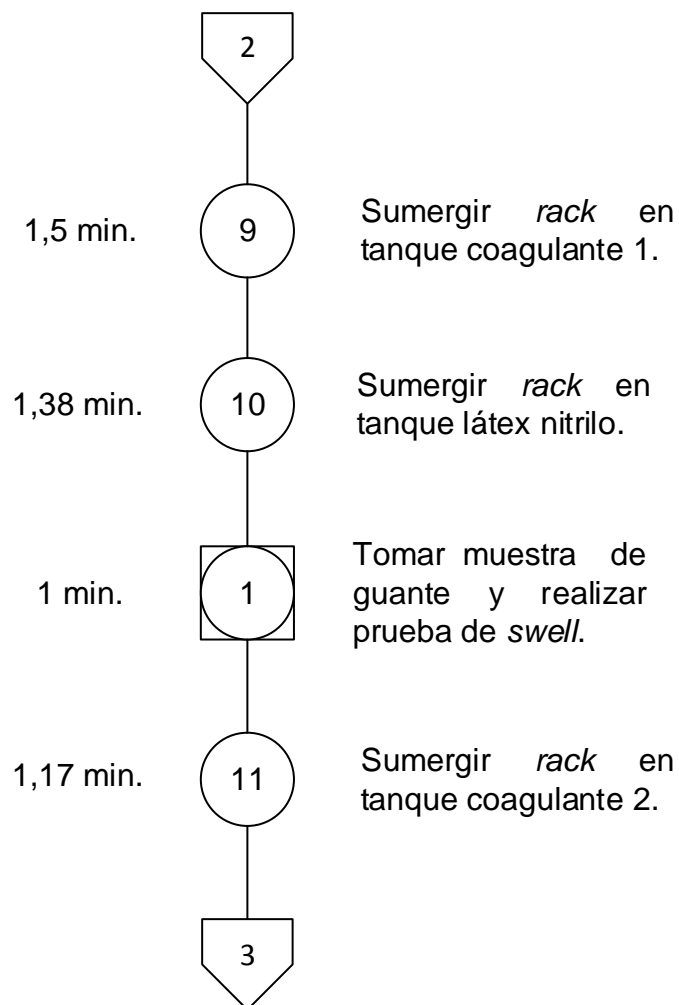 2
1,5 min.
9
Sumergir rack en
tanque coagulante 1.
1,38 min.
10
Sumergir rack en
tanque látex nitrilo.
1 min.
1
Tomar muestra de
guante y realizar
prueba de swell.
1,17 min.
11
Sumergir rack en
tanque coagulante 2.
3